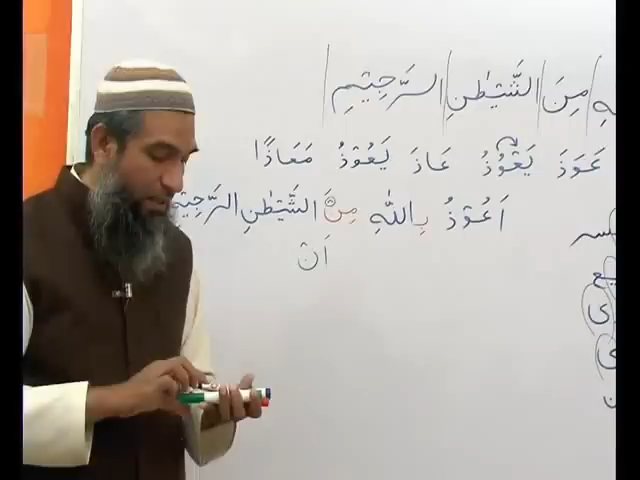 مِنَ الشَّيْطٰنِ الرَّجِيْمِ
عَوَذَ يَعْوُذُ عَاذَ يَعُوْذُ مَعَاذًا
اَعُوْذُ بِاللّٰهِ مِنَ الشَّيْطٰنِ الرَّجِيْمِ
اَنْ